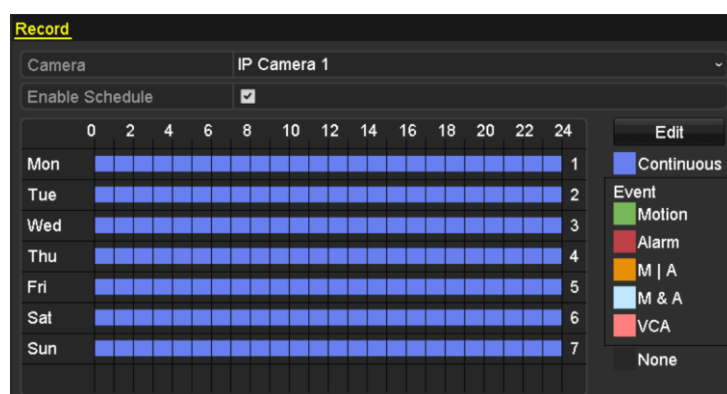 Record
Camera IP Camera 1
Enable Schedule
0 2 4 6 8 10 12 14 16 18 20 22 24
Edit
Mon 1
Continuous
Tue 2
Event
Motion
Wed 3
Alarm
Thu 4
M | A
Fri 5
M & A
Sat 6
VCA
Sun 7
None